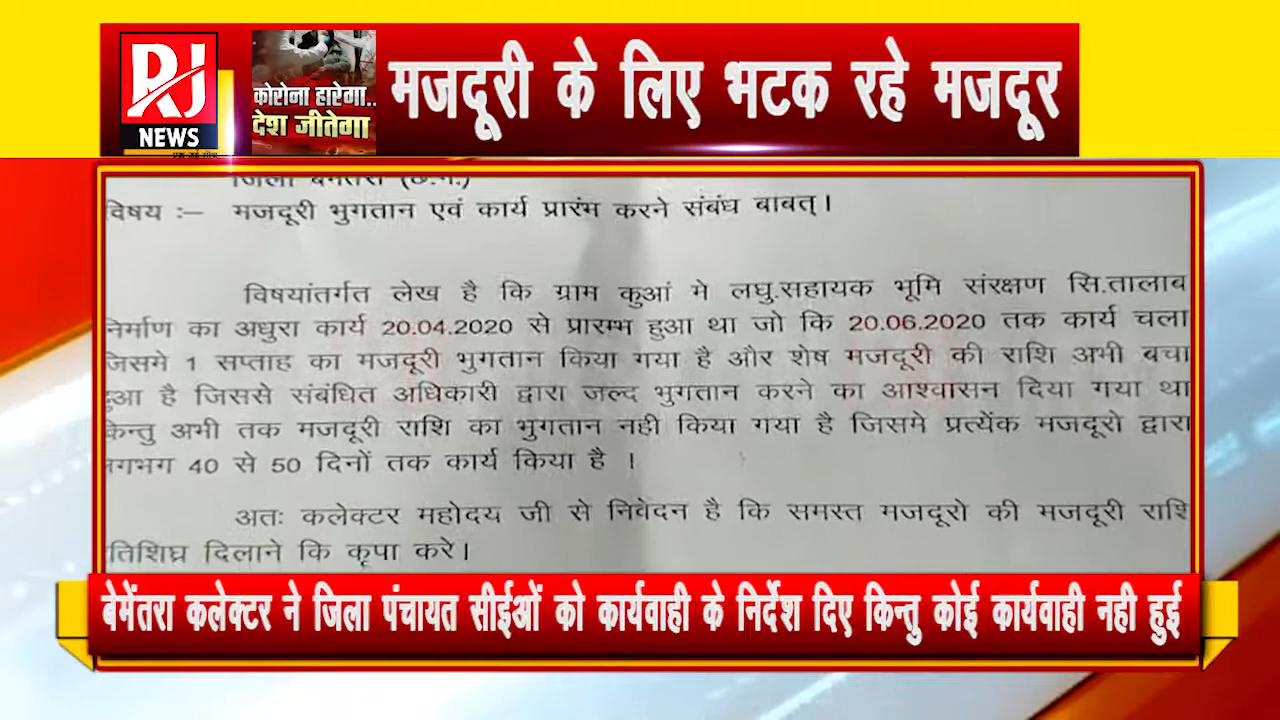 RJ
NEWS
कोरोना हारेगा..
देश जीतेगा
मजदूरी के लिए भटक रहे मजदूर
जिला बेमेतरा (छ.ग.)
विषय :– मजदूरी भुगतान एवं कार्य प्रारंभ करने संबंध बाबत्।
विषयांतर्गत लेख है कि ग्राम कुआं मे लघु.सहायक भूमि संरक्षण सि.तालाब
निर्माण का अधुरा कार्य 20.04.2020 से प्रारम्भ हुआ था जो कि 20.06.2020 तक कार्य चला
जिसमे 1 सप्ताह का मजदूरी भुगतान किया गया है और शेष मजदूरी की राशि अभी बचा
हुआ है जिससे संबंधित अधिकारी द्वारा जल्द भुगतान करने का आश्वासन दिया गया था
किन्तु अभी तक मजदूरी राशि का भुगतान नही किया गया है जिसमे प्रत्येंक मजदूरो द्वारा
लगभग 40 से 50 दिनों तक कार्य किया है ।
अतः कलेक्टर महोदय जी से निवेदन है कि समस्त मजदूरो की मजदूरी राशि
तिशिघ्र दिलाने कि कृपा करे।
बेमेंतरा कलेक्टर ने जिला पंचायत सीईओं को कार्यवाही के निर्देश दिए किन्तु कोई कार्यवाही नही हुई